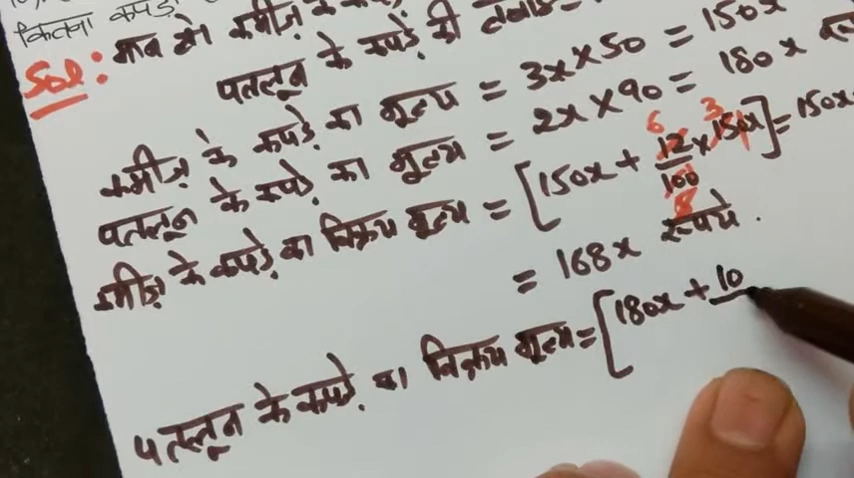 कितना कपड़ा
Sol: माना कि कमीज़ के कपड़े
पतलून के कपड़े की लंबाई =
कमीज़ के कपड़े का मूल्य = 3x × 50 = 150x
पतलून के कपड़े का मूल्य = 2x × 90 = 180x
कमीज़ के कपड़े का विक्रय मूल्य = [150x + 12/100 × 150x] = 150x
= 168x रूपये.
पतलून के कपड़े का विक्रय मूल्य = [180x + 10